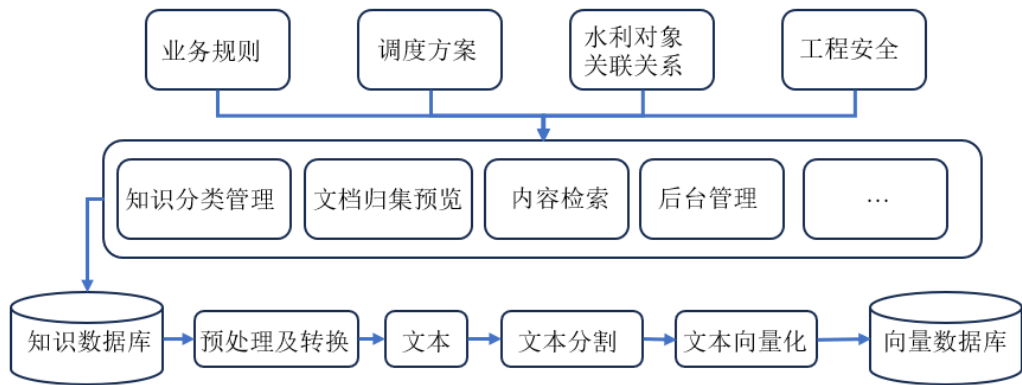 业务规则
调度方案
水利对象
关联关系
工程安全
知识分类管理
文档归集预览
内容检索
后台管理
…
知识数据库
预处理及转换
文本
文本分割
文本向量化
向量数据库